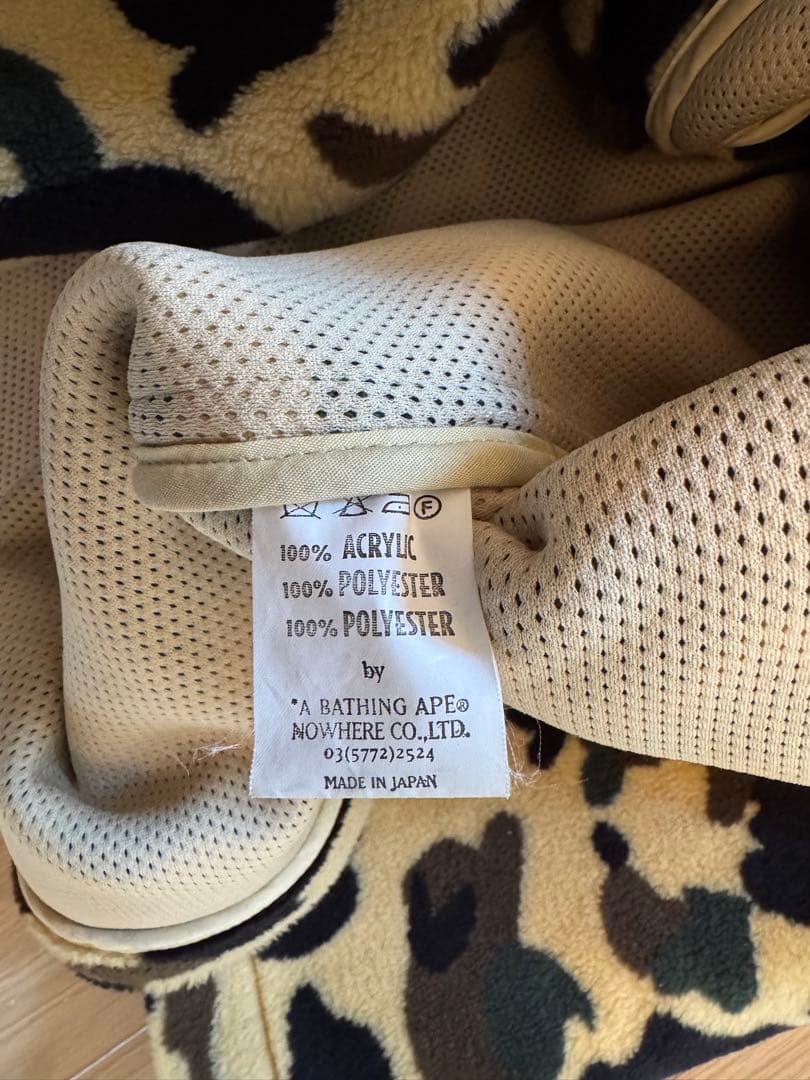 F
100% ACRYLIC
100% POLYESTER
100% POLYESTER
by
*A BATHING APE®
NOWHERE CO.,LTD.
03(5772)2524
MADE IN JAPAN